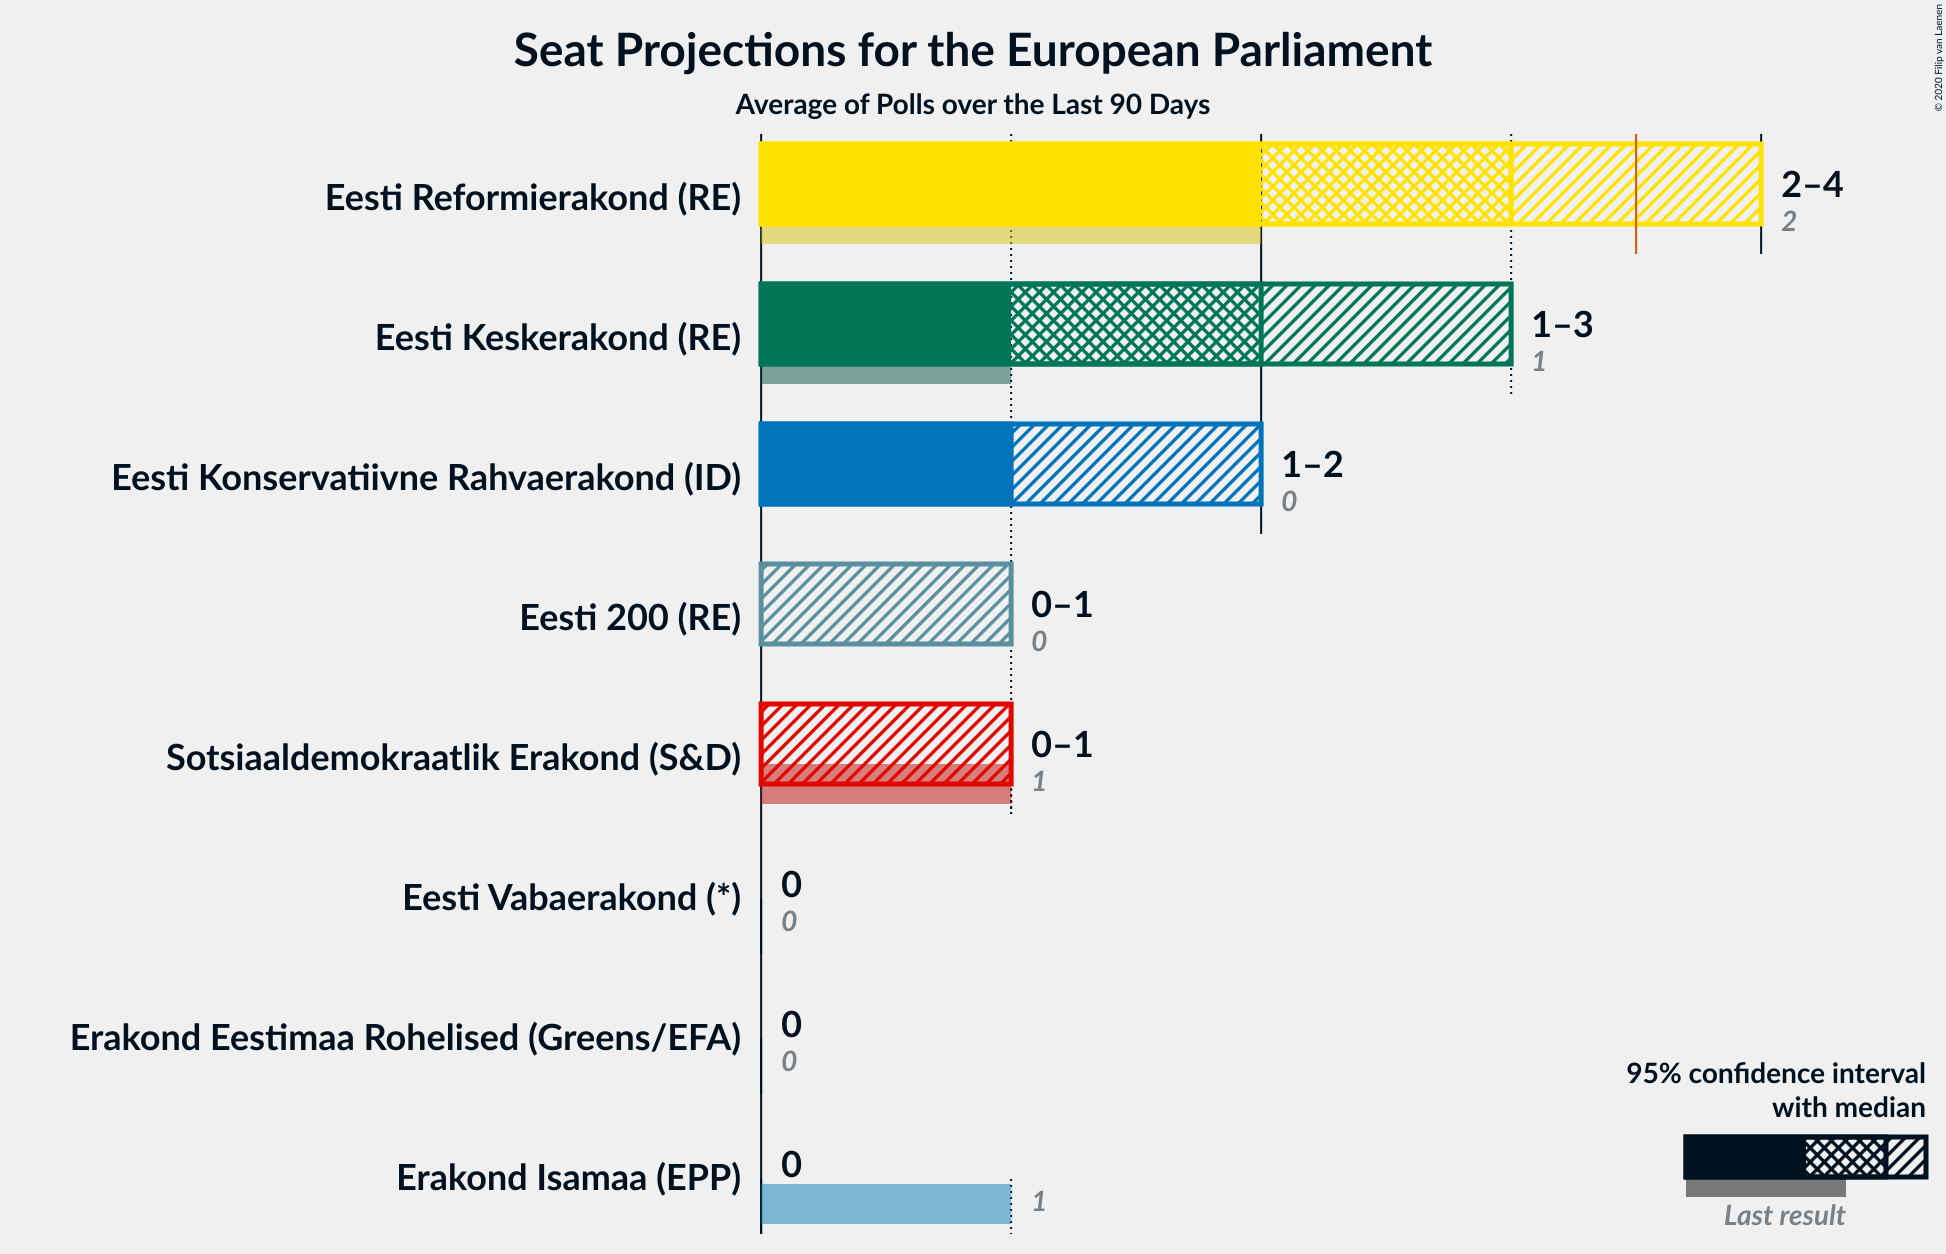 Seat Projections for the European Parliament
Average of Polls over the Last 90 Days
© 2020 Filip van Laenen
Eesti Reformierakond (RE)
2–4
2
Eesti Keskerakond (RE)
1–3
1
Eesti Konservatiivne Rahvaerakond (ID)
1–2
0
Eesti 200 (RE)
0–1
0
Sotsiaaldemokraatlik Erakond (S&D)
0–1
1
Eesti Vabaerakond (*)
0
0
Erakond Eestimaa Rohelised (Greens/EFA)
0
0
Erakond Isamaa (EPP)
0
1
95% confidence interval
with median
Last result